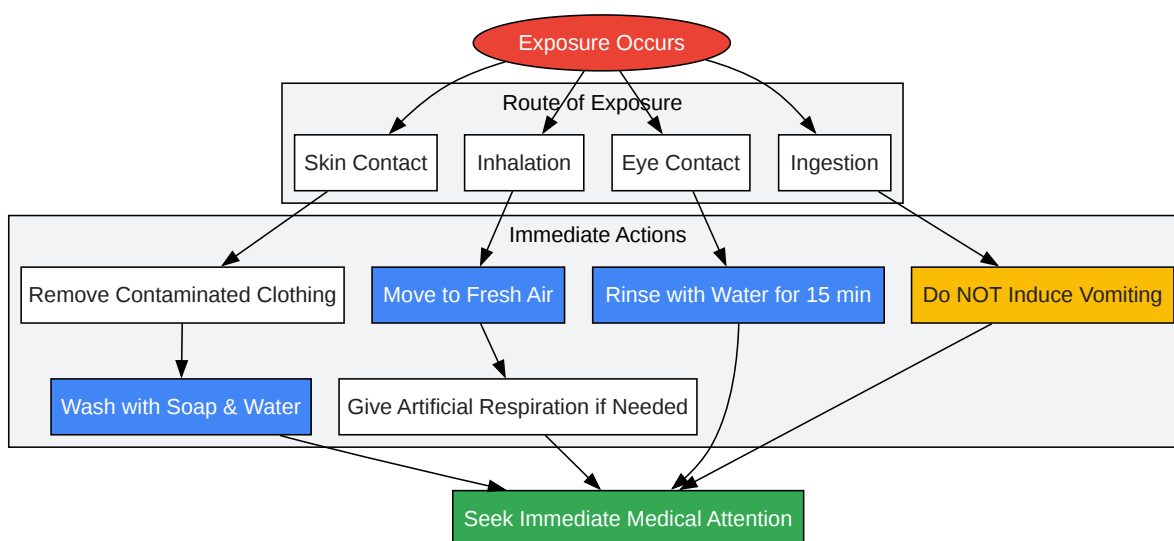 Exposure Occurs
Route of Exposure
Skin Contact
Inhalation
Eye Contact
Ingestion
Immediate Actions
Remove Contaminated Clothing
Move to Fresh Air
Rinse with Water for 15 min
Do NOT Induce Vomiting
Wash with Soap & Water
Give Artificial Respiration if Needed
Seek Immediate Medical Attention